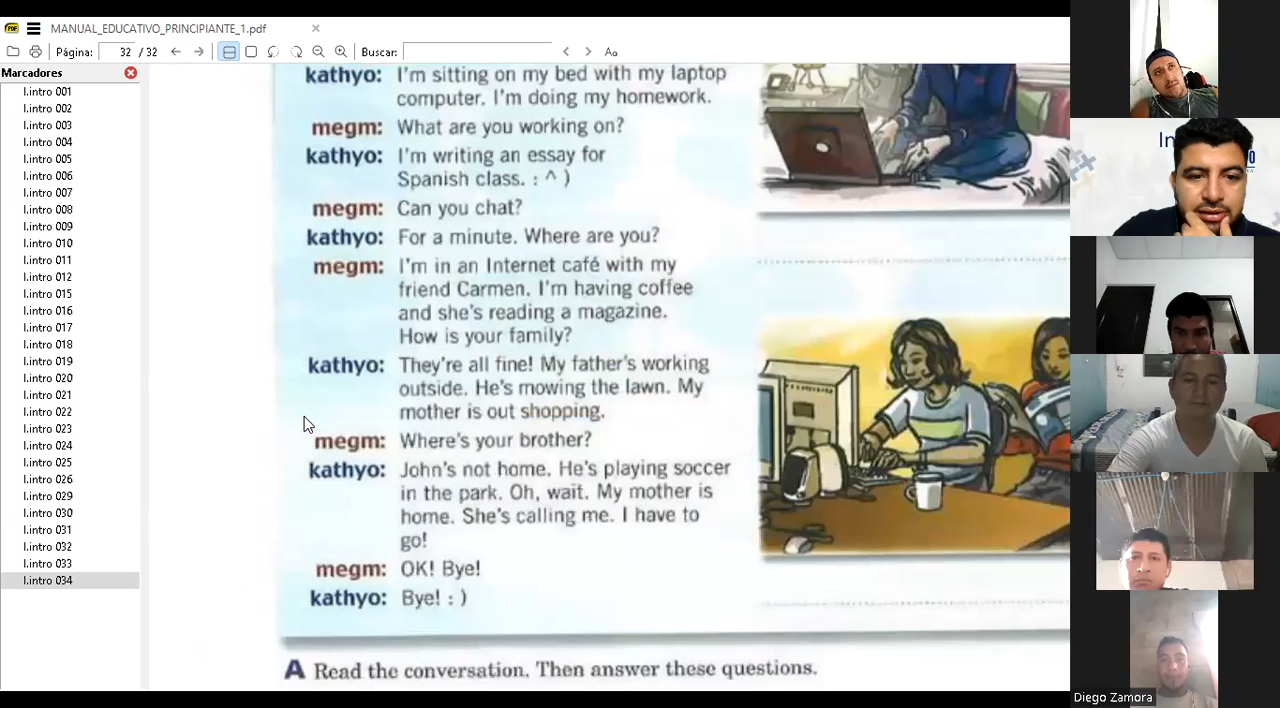 PDF
MANUAL_EDUCATIVO_PRINCIPIANTE_1.pdf
Página: 32 / 32
Buscar:
Aa
Marcadores
I.intro 001
I.intro 002
I.intro 003
I.intro 004
I.intro 005
I.intro 006
I.intro 007
I.intro 008
I.intro 009
I.intro 010
I.intro 011
I.intro 012
I.intro 015
I.intro 016
I.intro 017
I.intro 018
I.intro 019
I.intro 020
I.intro 021
I.intro 022
I.intro 023
I.intro 024
I.intro 025
I.intro 026
I.intro 029
I.intro 030
I.intro 031
I.intro 032
I.intro 033
I.intro 034
kathyo: I'm sitting on my bed with my laptop
computer. I'm doing my homework.
megm: What are you working on?
kathyo: I'm writing an essay for
Spanish class. : ^ )
megm: Can you chat?
kathyo: For a minute. Where are you?
megm: I'm in an Internet café with my
friend Carmen. I'm having coffee
and she's reading a magazine.
How is your family?
kathyo: They're all fine! My father's working
outside. He's mowing the lawn. My
mother is out shopping.
megm: Where's your brother?
kathyo: John's not home. He's playing soccer
in the park. Oh, wait. My mother is
home. She's calling me. I have to
go!
megm: OK! Bye!
kathyo: Bye! : )
A Read the conversation. Then answer these questions.
Diego Zamora